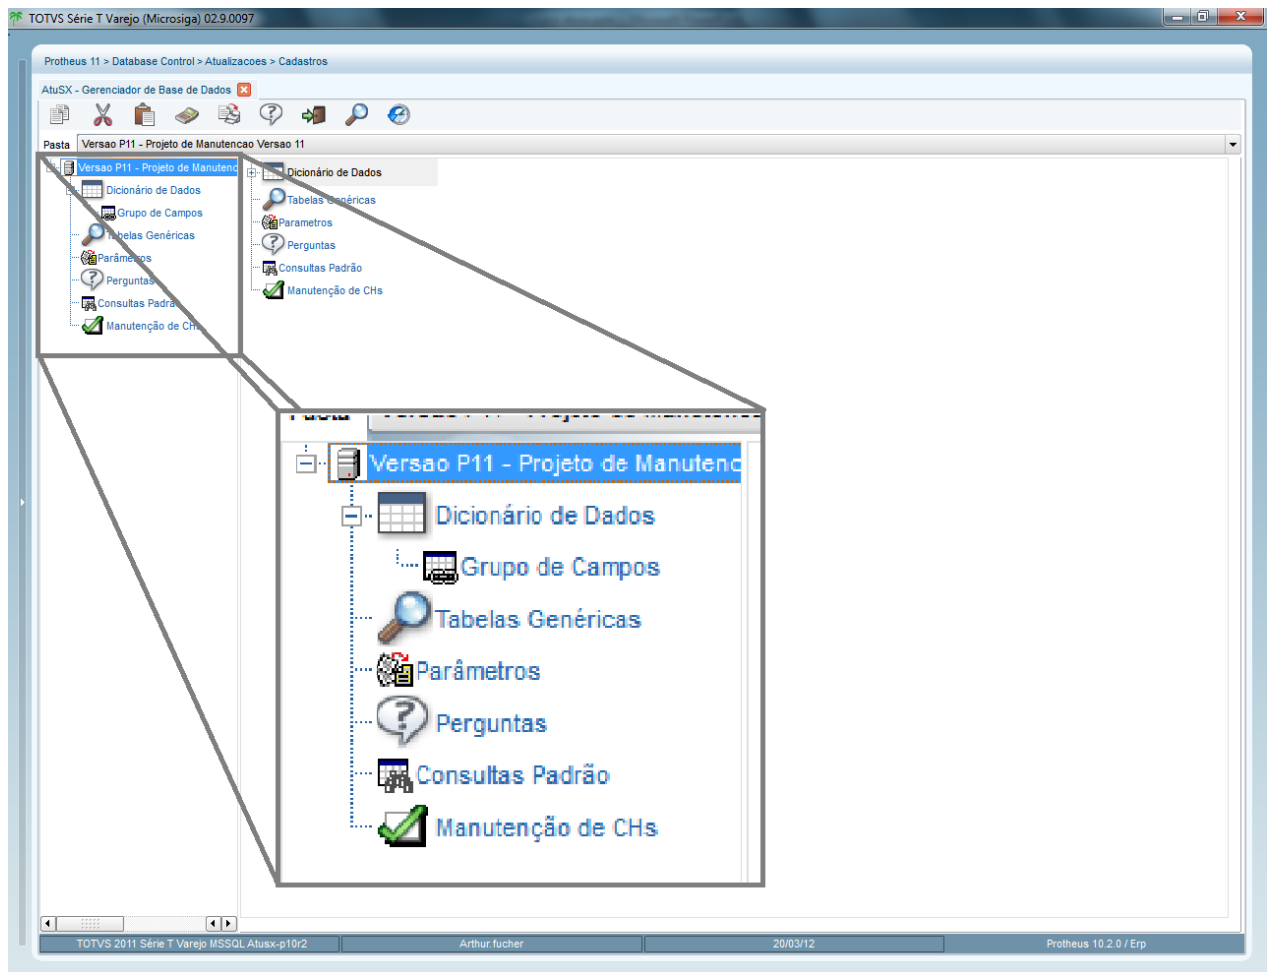 TOTVS Série T Varejo (Microsiga) 02.9.0097
Protheus 11 > Database Control > Atualizacoes > Cadastros
AtuSX - Gerenciador de Base de Dados
Pasta Versao P11 - Projeto de Manutencao Versao 11
Versao P11 - Projeto de Manutenc
Dicionário de Dados
Grupo de Campos
Tabelas Genéricas
Parâmetros
Perguntas
Consultas Padrão
Manutenção de CHs
Dicionário de Dados
Tabelas Genéricas
Parametros
Perguntas
Consultas Padrão
Manutenção de CHs
Versao P11 - Projeto de Manutenc
Dicionário de Dados
Grupo de Campos
Tabelas Genéricas
Parâmetros
Perguntas
Consultas Padrão
Manutenção de CHs
TOTVS 2011 Série T Varejo MSSQL Atusx-p10r2 Arthur.fucher 20/03/12 Protheus 10.2.0 / Erp